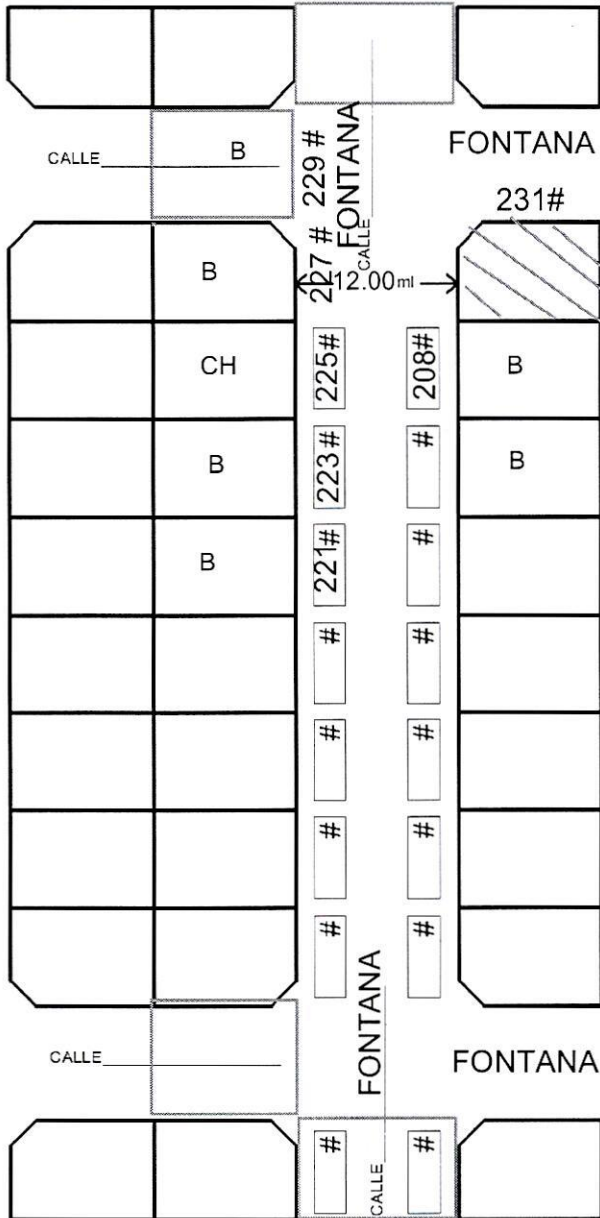 FONTANA
CALLE
B
229 #
FONTANA
CALLE
231#
B
227 #
12.00ml
CH
225#
208#
B
B
223#
#
B
B
221#
#
#
#
#
#
#
#
#
#
FONTANA
CALLE
FONTANA
#
#
CALLE